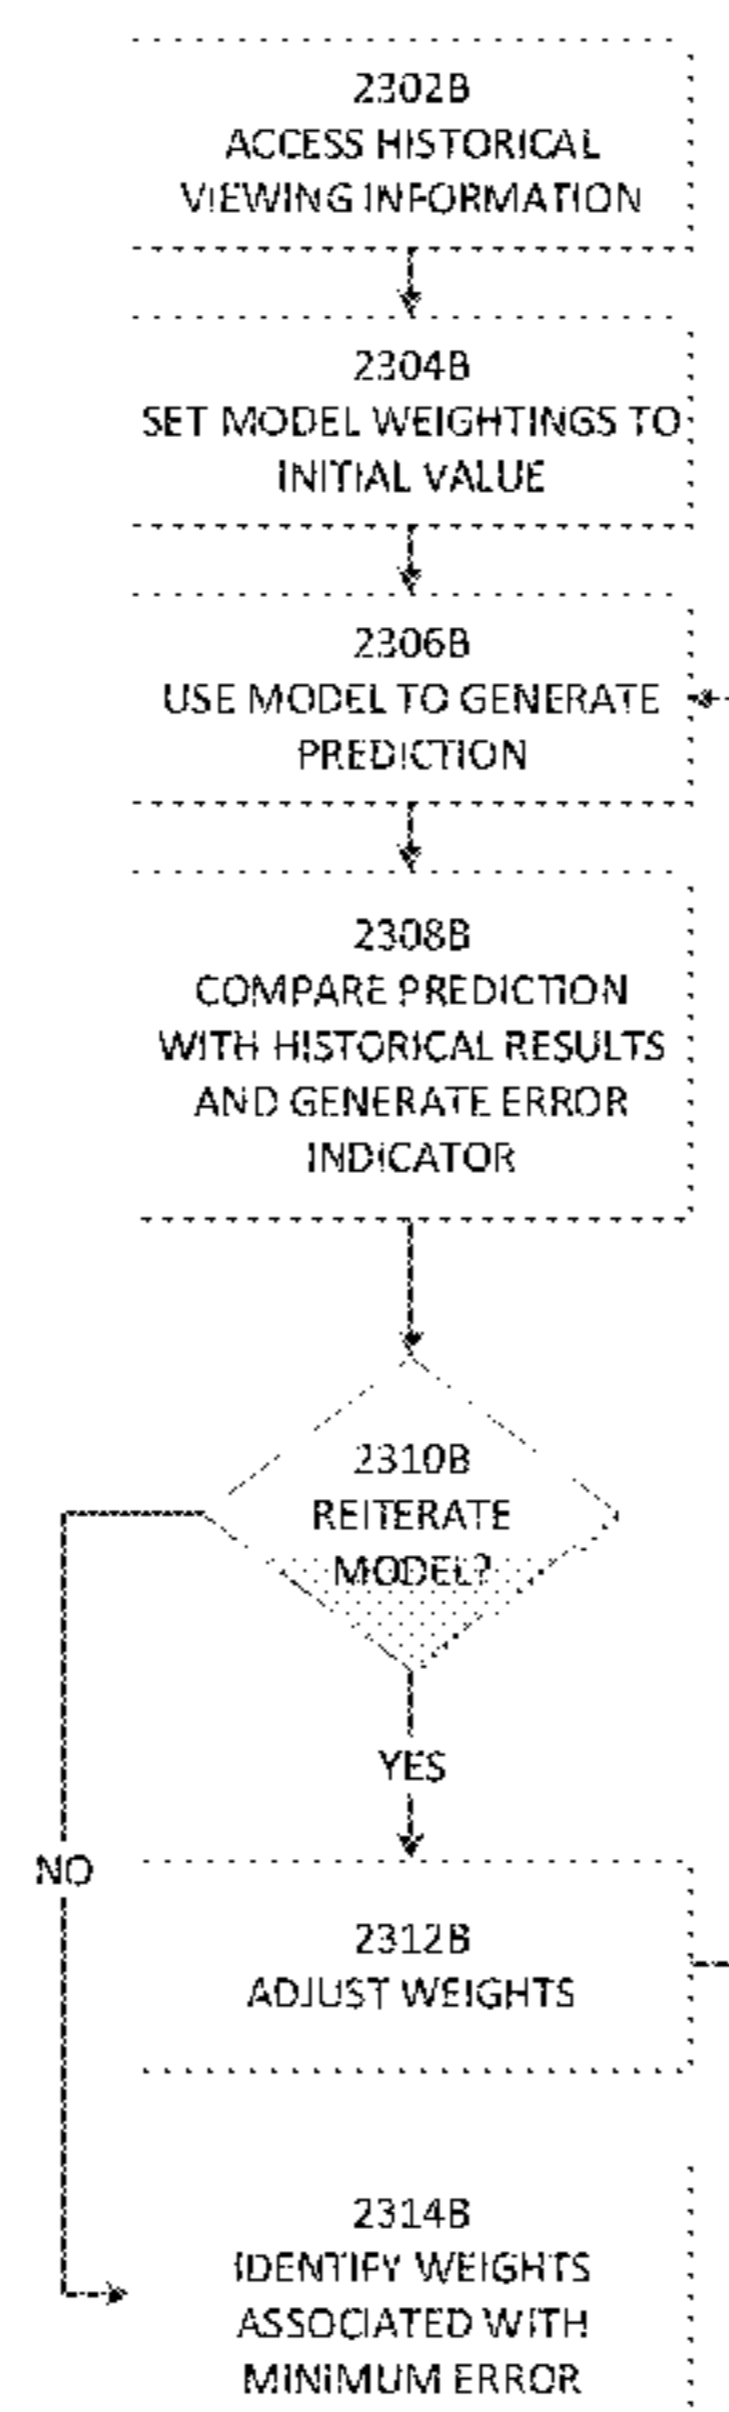 2302B
ACCESS HISTORICAL
VIEWING INFORMATION
2304B
SET MODEL WEIGHTINGS TO
INITIAL VALUE
2306B
USE MODEL TO GENERATE
PREDICTION
2308B
COMPARE PREDICTION
WITH HISTORICAL RESULTS
AND GENERATE ERROR
INDICATOR
2310B
REITERATE
MODEL?
YES
NO
2312B
ADJUST WEIGHTS
2314B
IDENTIFY WEIGHTS
ASSOCIATED WITH
MINIMUM ERROR